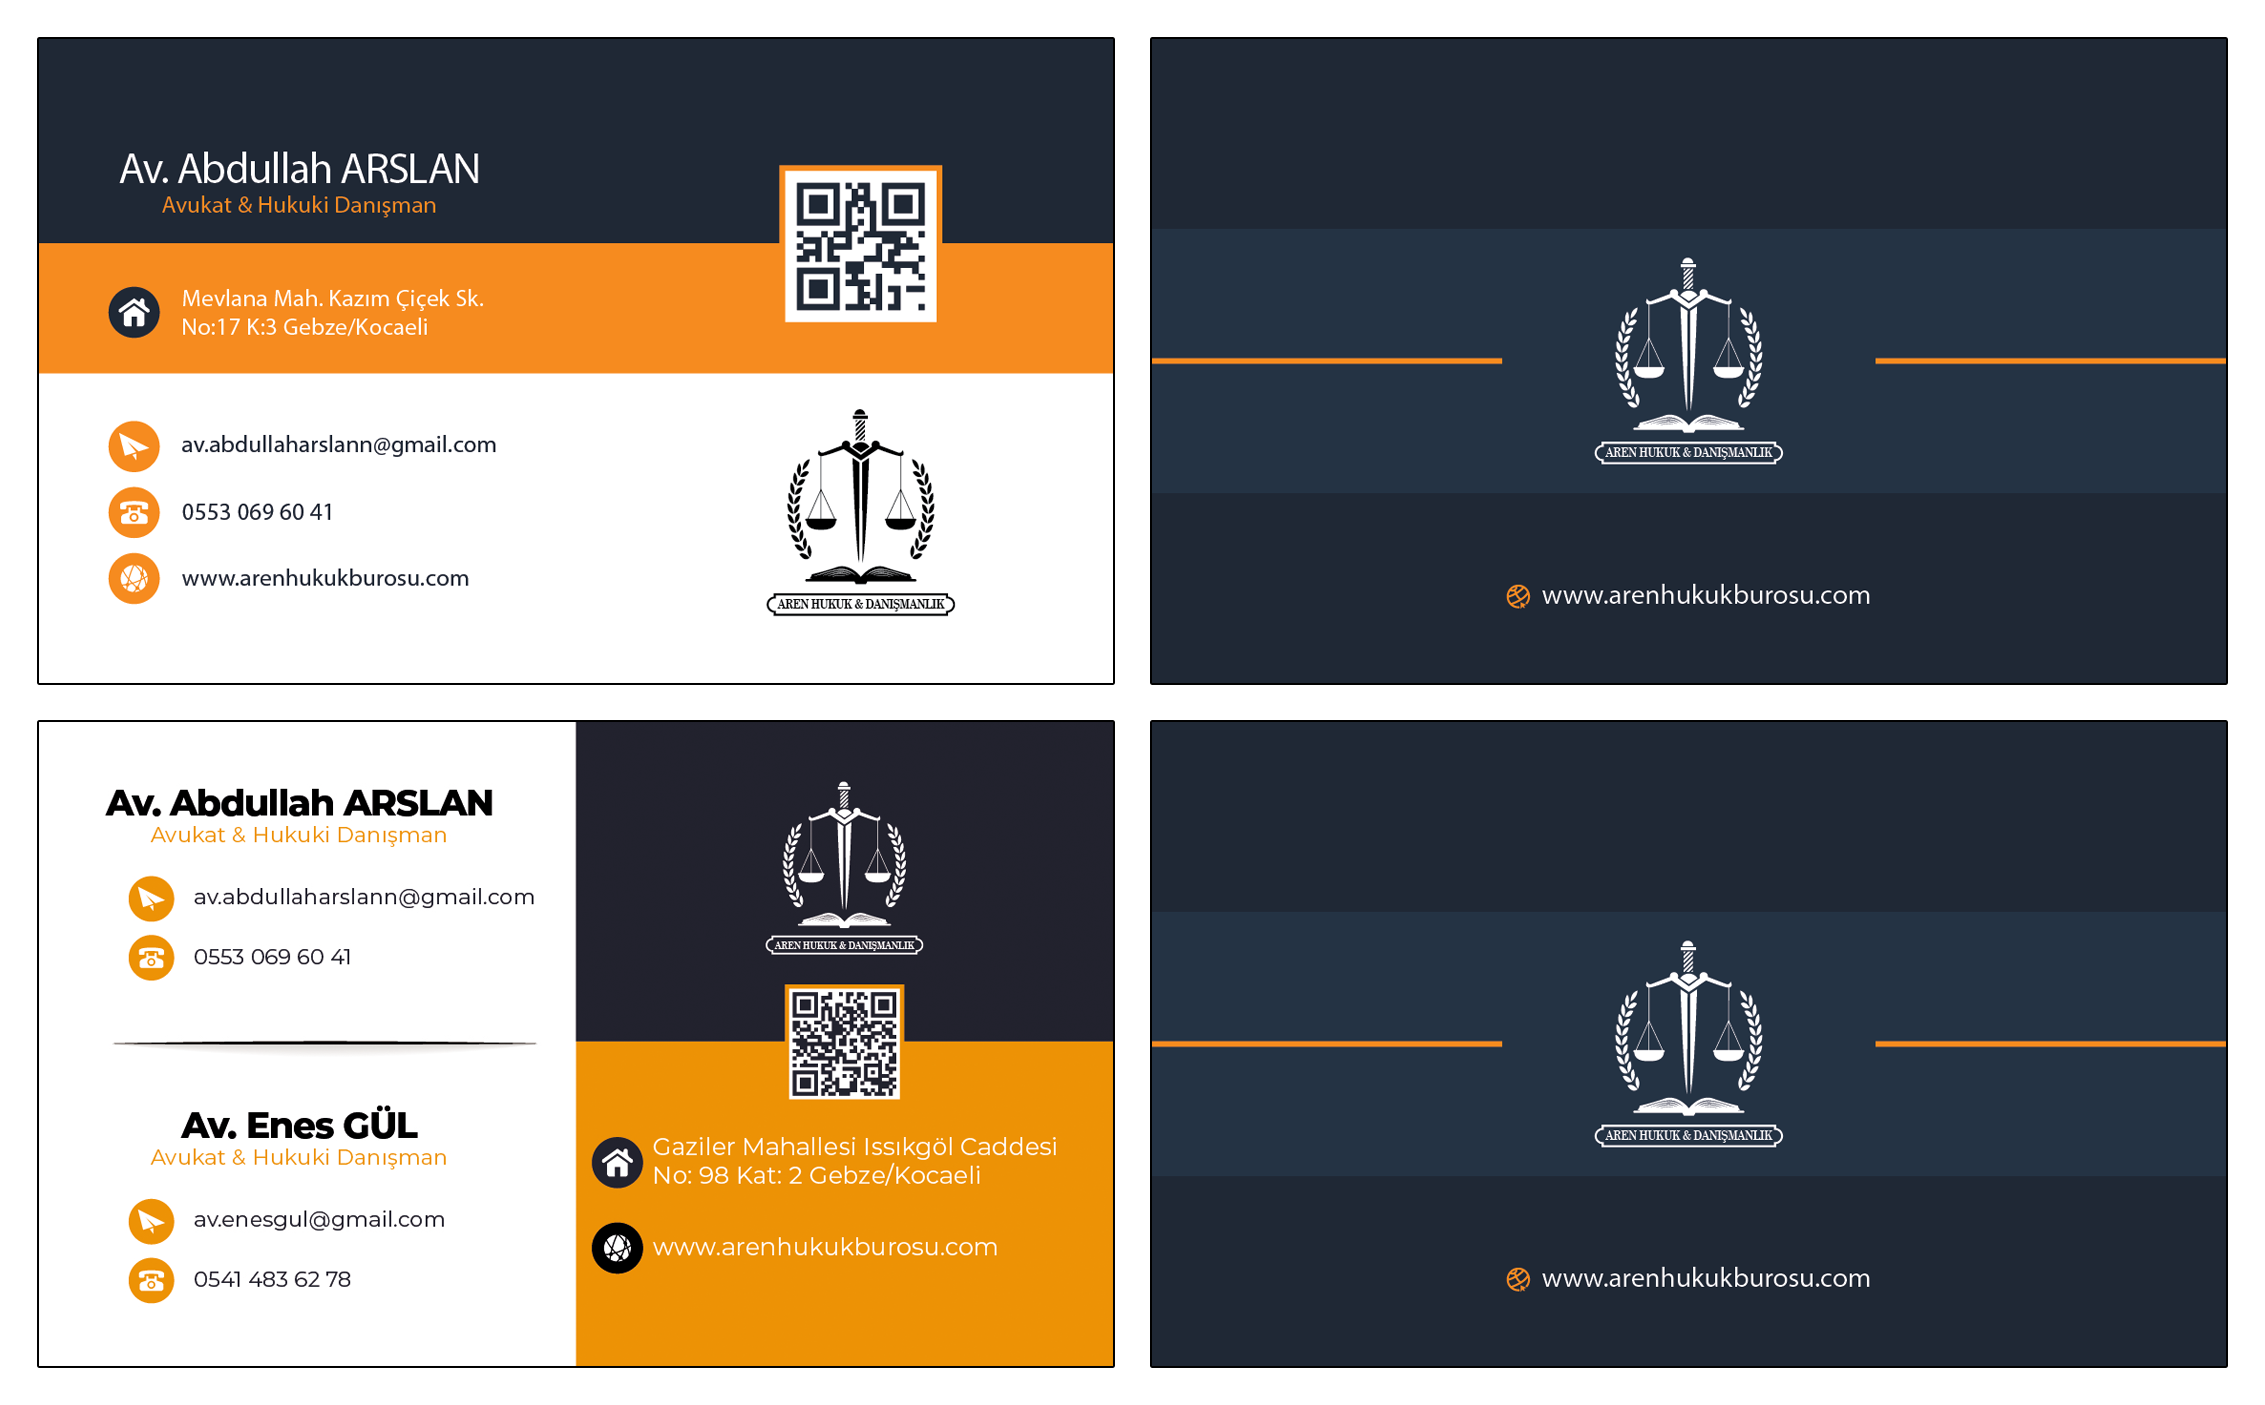 Av. Abdullah ARSLAN
Avukat & Hukuki Danışman
Mevlana Mah. Kazım Çiçek Sk.
No:17 K:3 Gebze/Kocaeli
av.abdullaharslann@gmail.com
0553 069 60 41
www.arenhukukburosu.com
AREN HUKUK & DANIŞMANLIK
AREN HUKUK & DANIŞMANLIK
www.arenhukukburosu.com
Av. Abdullah ARSLAN
Avukat & Hukuki Danışman
av.abdullaharslann@gmail.com
0553 069 60 41
Av. Enes GÜL
Avukat & Hukuki Danışman
av.enesgul@gmail.com
0541 483 62 78
AREN HUKUK & DANIŞMANLIK
Gaziler Mahallesi Issıkgöl Caddesi
No: 98 Kat: 2 Gebze/Kocaeli
www.arenhukukburosu.com
AREN HUKUK & DANIŞMANLIK
www.arenhukukburosu.com